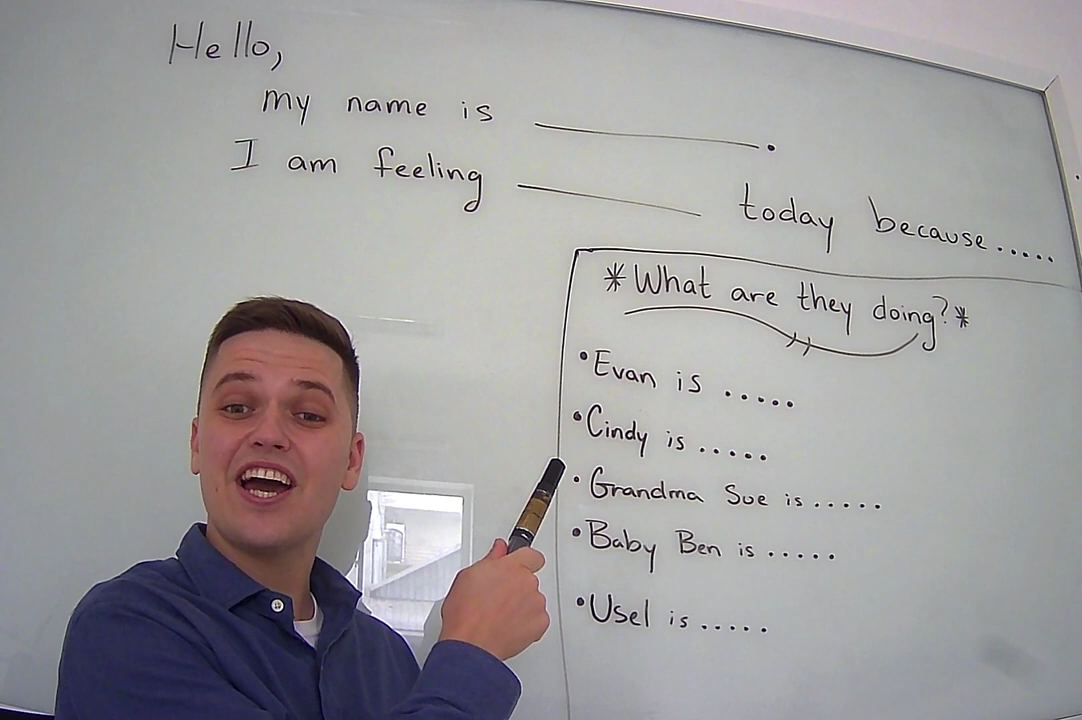 Hello,
my name is __________.
I am feeling ________ today because.....
*What are they doing?*
•Evan is .....
•Cindy is .....
•Grandma Sue is .....
•Baby Ben is .....
•Usel is .....